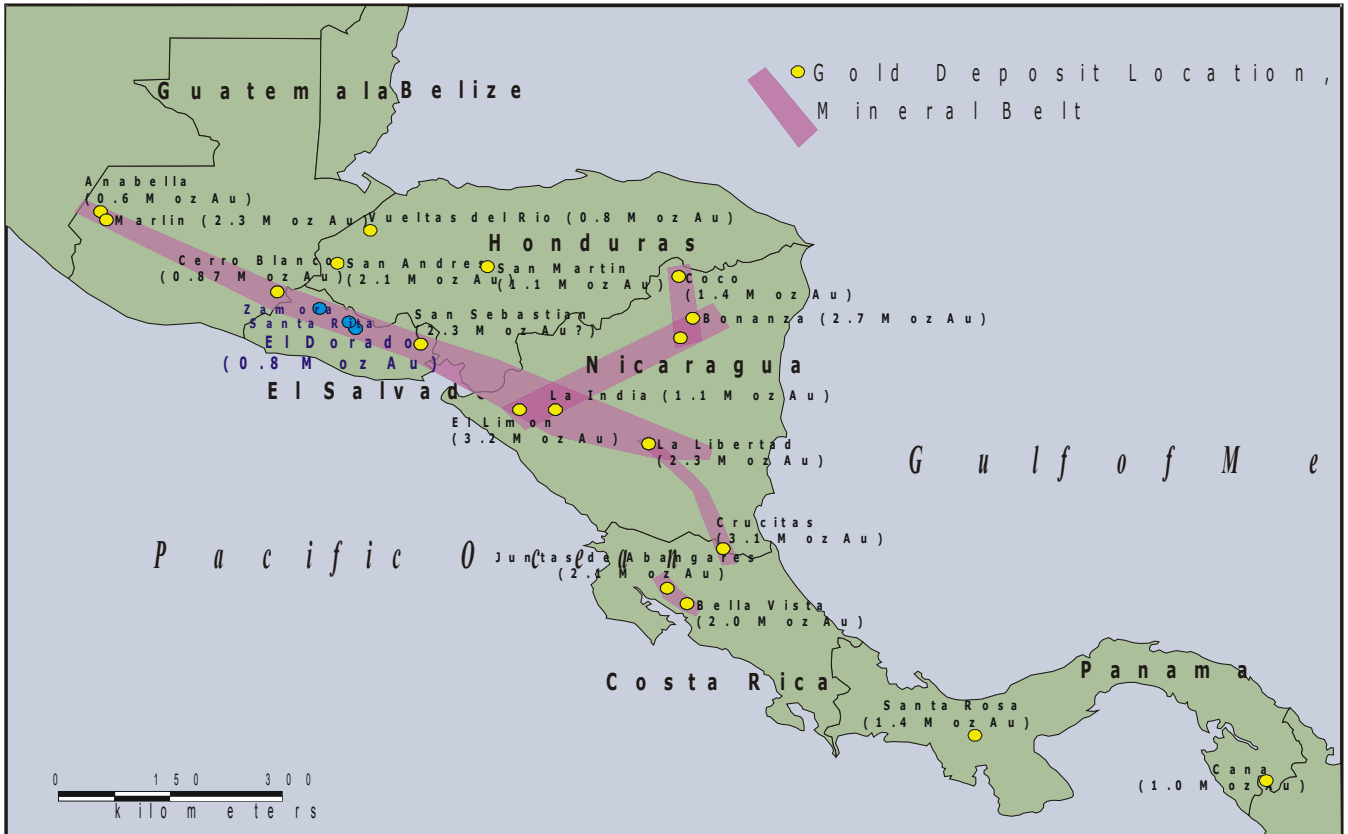 Gold Deposit Location,
Mineral Belt
Guatemala
Belize
Anabella
(0.6 M oz Au)
Marlin (2.3 M oz Au)
Vueltas del Rio (0.8 M oz Au)
Honduras
Cerro Blanco
(0.87 M oz Au)
San Andres
(2.1 M oz Au)
San Martin
(1.1 M oz Au)
Coco
(1.4 M oz Au)
Zamora
Santa Rita
El Dorado
(0.8 M oz Au)
San Sebastian
(2.3 M oz Au?)
Bonanza (2.7 M oz Au)
Nicaragua
El Salvado
La India (1.1 M oz Au)
El Limon
(3.2 M oz Au)
La Libertad
(2.3 M oz Au)
Gulf of Me
Pacific Ocean
Crucitas
(3.1 M oz Au)
Juntas de Abangares
(2.1 M oz Au)
Bella Vista
(2.0 M oz Au)
Costa Rica
Panama
Santa Rosa
(1.4 M oz Au)
Cana
(1.0 M oz Au)
0 150 300
kilometers